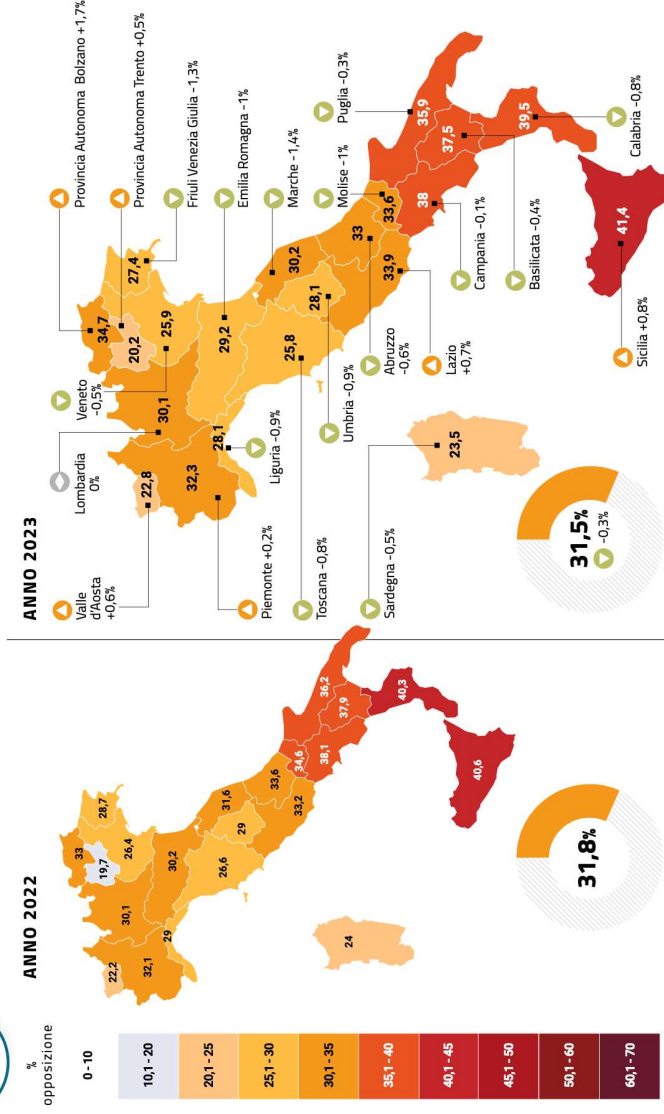 %
opposizione
0 - 10
10,1 - 20
20,1 - 25
25,1 - 30
30,1 - 35
35,1 - 40
40,1 - 45
45,1 - 50
50,1 - 60
60,1 - 70
ANNO 2022
22,2
32,1
30,1
33
19,7
28,7
26,4
29
30,2
26,6
31,6
29
33,6
33,2
34,6
38,1
36,2
37,9
40,3
40,6
24
31,8%
ANNO 2023
Valle
d'Aosta
+0,6%
Lombardia
0%
Veneto
-0,5%
Provincia Autonoma Bolzano +1,7%
Provincia Autonoma Trento +0,5%
Friuli Venezia Giulia -1,3%
Emilia Romagna -1%
Marche -1,4%
Molise -1%
Puglia -0,3%
Piemonte +0,2%
Liguria -0,9%
Toscana -0,8%
Umbria -0,9%
Abruzzo
-0,6%
Lazio
+0,7%
Campania -0,1%
Basilicata -0,4%
Calabria -0,8%
Sardegna -0,5%
Sicilia +0,8%
22,8
32,3
30,1
34,7
20,2
27,4
25,9
28,1
29,2
25,8
30,2
28,1
33
33,9
33,6
38
35,9
37,5
39,5
41,4
23,5
31,5%
-0,3%